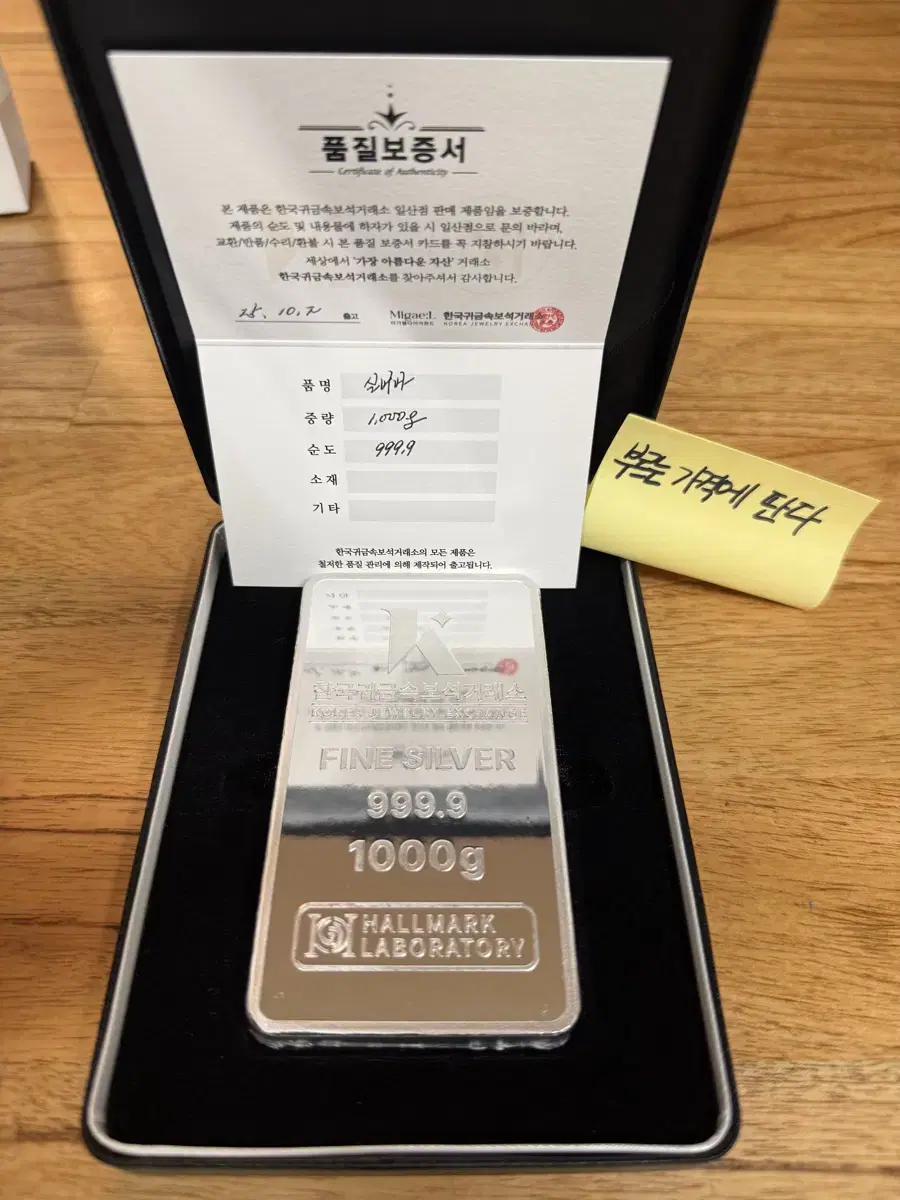 품질보증서
Certificate of Authenticity
본 제품은 한국귀금속보석거래소 일산점 판매 제품임을 보증합니다.
제품의 순도 및 내용물에 하자가 있을 시 일산점으로 문의 바라며,
교환/반품/수리/환불 시 본 품질 보증서 카드를 꼭 지참하시기 바랍니다.
세상에서 '가장 아름다운 자산' 거래소
한국귀금속보석거래소를 찾아주셔서 감사합니다.
25. 10. 2 출고
Migae:L 한국귀금속보석거래소
미가엘다이아몬드 KOREA JEWELRY EXCHA
품명 실버바
중량 1,000g
순도 999.9
소재
기타
한국귀금속보석거래소의 모든 제품은
철저한 품질 관리에 의해 제작되어 출고됩니다.
부르는 가격에 판다
K
한국귀금속보석거래소
KOREA JEWELRY EXCHANGE
FINE SILVER
999.9
1000g
HALLMARK
LABORATORY